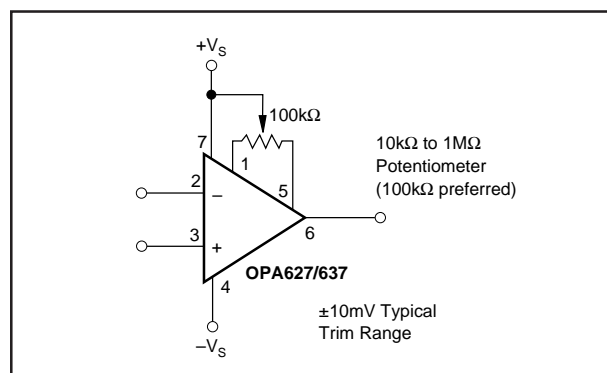 +VS
100kΩ
7
1
10kΩ to 1MΩ
Potentiometer
(100kΩ preferred)
2
–
5
6
3
+
OPA627/637
4
±10mV Typical
Trim Range
–VS